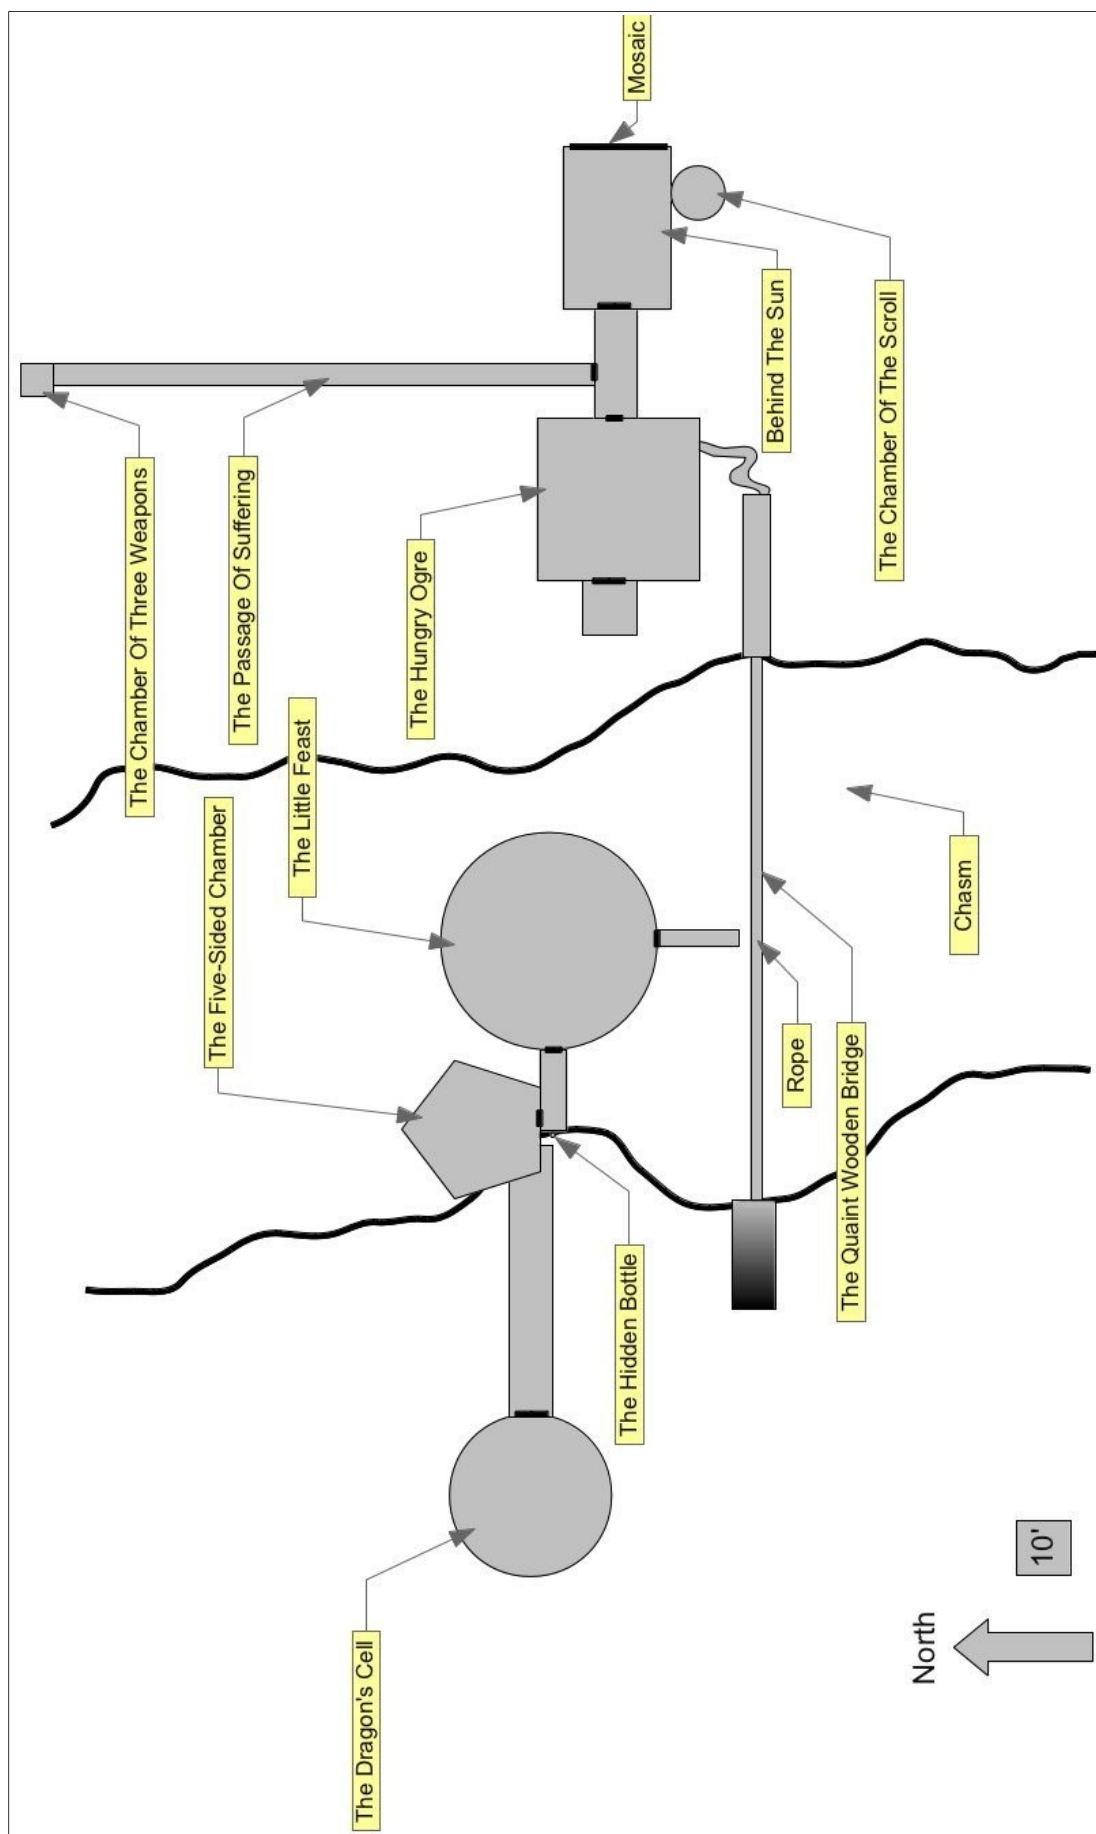 Mosaic
The Chamber Of Three Weapons
The Passage Of Suffering
The Hungry Ogre
Behind The Sun
The Chamber Of The Scroll
The Five-Sided Chamber
The Little Feast
Chasm
Rope
The Quaint Wooden Bridge
The Hidden Bottle
The Dragon's Cell
North
10'